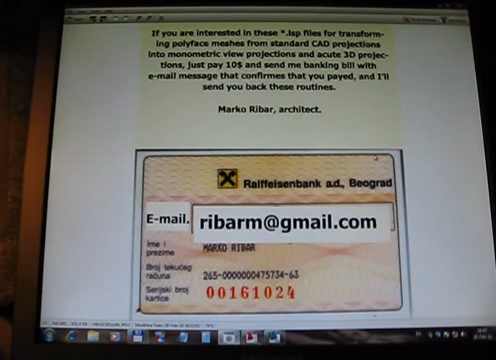 If you are interested in these *.lsp files for transform-
ing polyface meshes from standard CAD projections
into monometric view projections and acute 3D projec-
tions, just pay 10$ and send me banking bill with
e-mail message that confirms that you payed, and I'll
send you back these routines.
Marko Ribar, architect.
Raiffeisenbank a.d., Beograd
E-mail. ribarm@gmail.com
Ime i
prezime MARKO RIBAR
Broj tekućeg
računa 265-0000000475734-63
Serijski broj
kartice 00161024